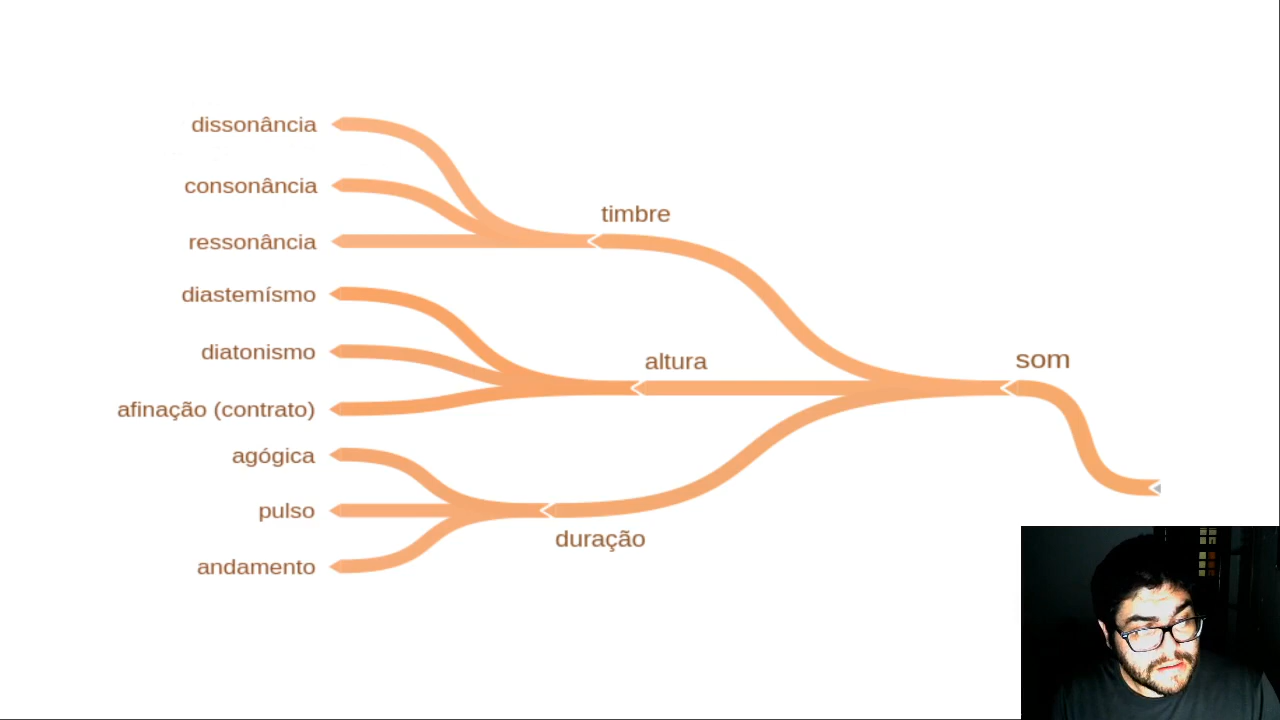 dissonância
consonância
ressonância
timbre
diastemísmo
diatonismo
afinação (contrato)
altura
som
agógica
pulso
andamento
duração